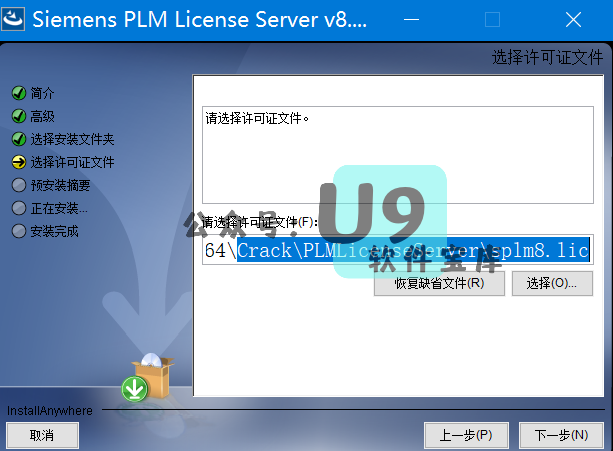 Siemens PLM License Server v8....
选择许可证文件
简介
高级
选择安装文件夹
选择许可证文件
预安装摘要
正在安装...
安装完成
请选择许可证文件。
请选择许可证文件(F):
64\Crack\PLMLicenseServer\splm8.lic
恢复缺省文件(R)
选择(O)...
公众号.U9
软件宝库
InstallAnywhere
取消
上一步(P)
下一步(N)